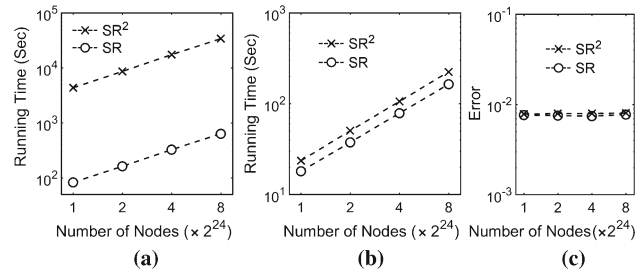 10^5
10^4
10^3
10^2
Running Time (Sec)
SR^2
SR
1 2 4 8
Number of Nodes (× 2^24)
(a)
10^3
10^2
10^1
Running Time (Sec)
SR^2
SR
1 2 4 8
Number of Nodes (× 2^24)
(b)
10^-1
10^-2
10^-3
Error
SR^2
SR
1 2 4 8
Number of Nodes (×2^24)
(c)